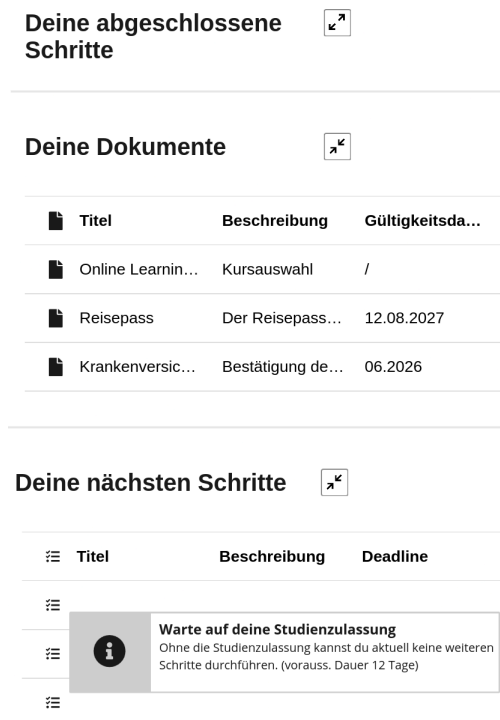 Deine abgeschlossene
Schritte
Deine Dokumente
Titel Beschreibung Gültigkeitsda...
Online Learnin... Kursauswahl /
Reisepass Der Reisepass... 12.08.2027
Krankenversic... Bestätigung de... 06.2026
Deine nächsten Schritte
Titel Beschreibung Deadline
Warte auf deine Studienzulassung
Ohne die Studienzulassung kannst du aktuell keine weiteren
Schritte durchführen. (vorauss. Dauer 12 Tage)